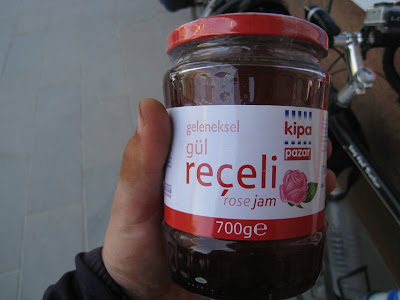 geleneksel
gül
reçeli
rose jam
700g℮
kipa
pazar